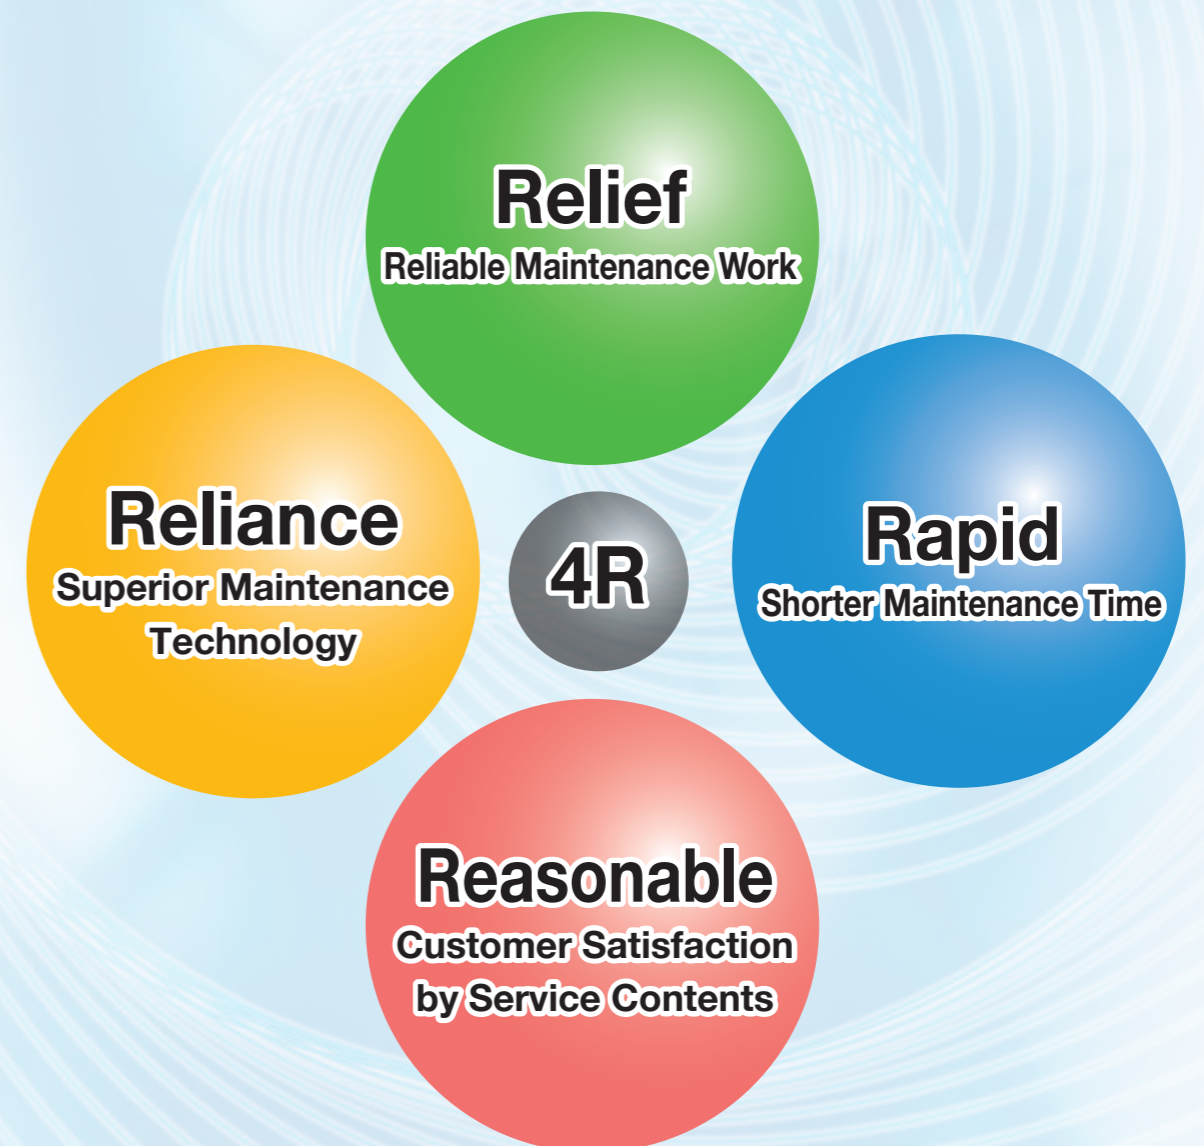 Relief
Reliable Maintenance Work
Reliance
Superior Maintenance
Technology
4R
Rapid
Shorter Maintenance Time
Reasonable
Customer Satisfaction
by Service Contents